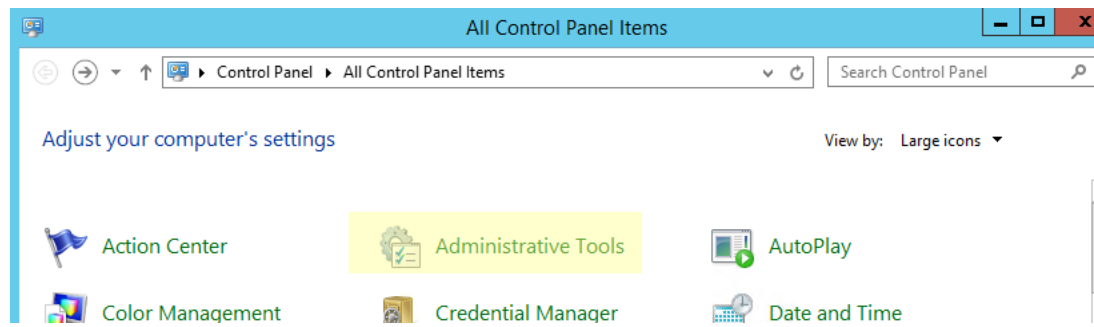 All Control Panel Items
Control Panel All Control Panel Items Search Control Panel
Adjust your computer's settings View by: Large icons
Action Center Administrative Tools AutoPlay
Color Management Credential Manager Date and Time